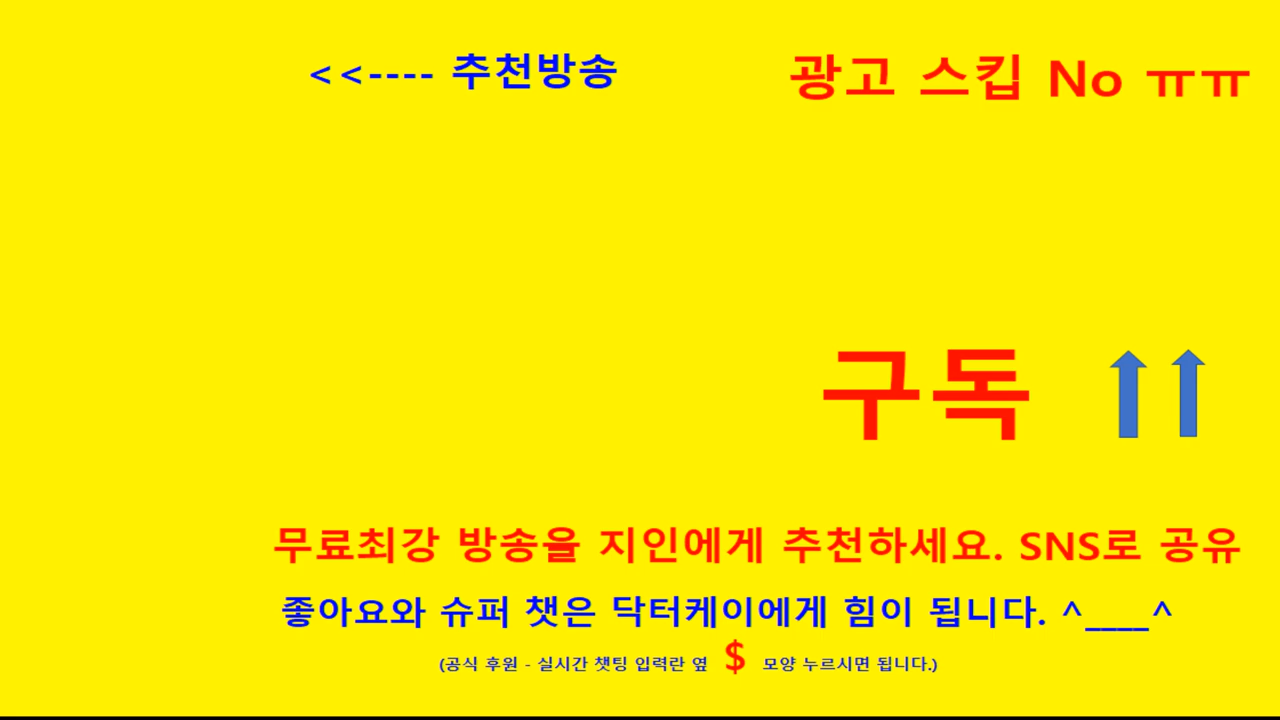 <<---- 추천방송
광고 스킵 No ㅠㅠ
구독
무료최강 방송을 지인에게 추천하세요. SNS로 공유
좋아요와 슈퍼 챗은 닥터케이에게 힘이 됩니다. ^____^
(공식 후원 - 실시간 챗팅 입력란 옆 $ 모양 누르시면 됩니다.)